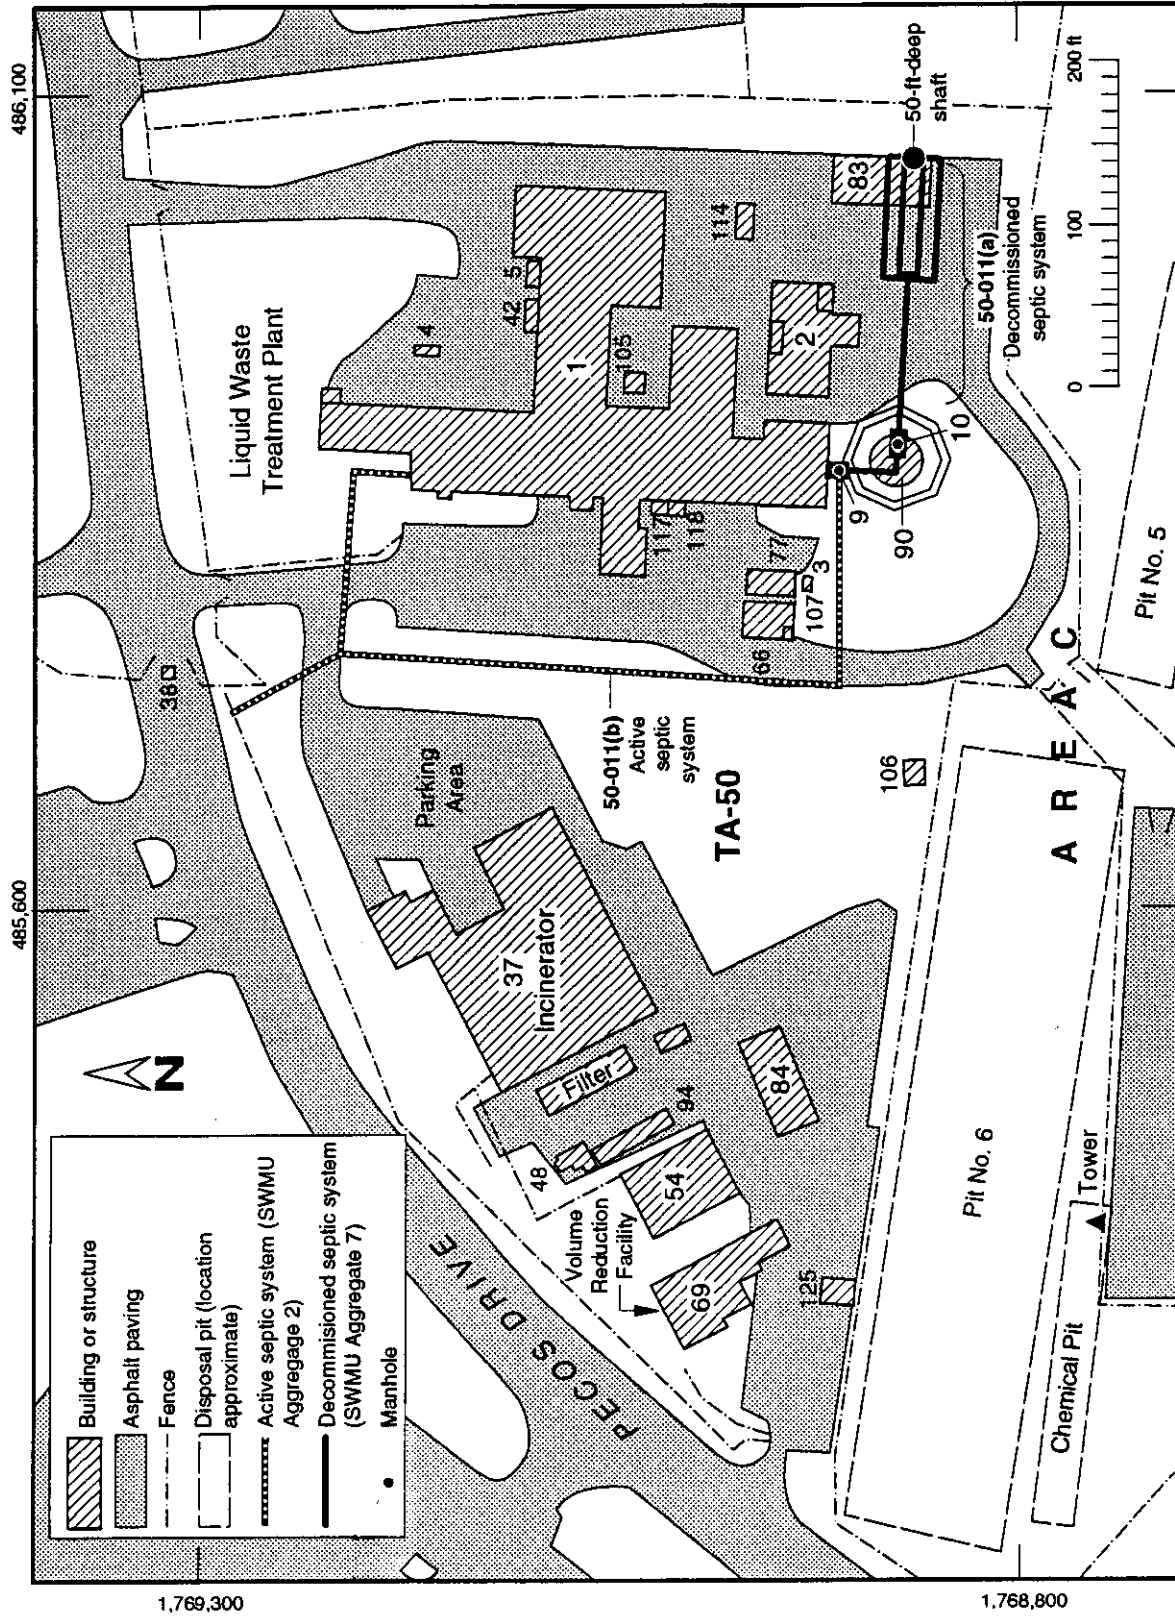 486,100
485,600
1,769,300
1,768,800
N
Building or structure
Asphalt paving
Fence
Disposal pit (location
approximate)
Active septic system (SWMU
Aggregage 2)
Decommisioned septic system
(SWMU Aggregate 7)
Manhole
PECOS DRIVE
38
Liquid Waste
Treatment Plant
4
42
5
1
105
114
2
83
50-ft-deep
shaft
117
118
77
66
107
3
9
90
10
50-011(a)
Decommissioned
septic system
0
100
200 ft
Parking
Area
50-011(b)
Active
septic
system
TA-50
37
Incinerator
Filter
94
84
48
54
Volume
Reduction
Facility
69
125
106
AREA C
Pit No. 5
Pit No. 6
Chemical Pit
Tower